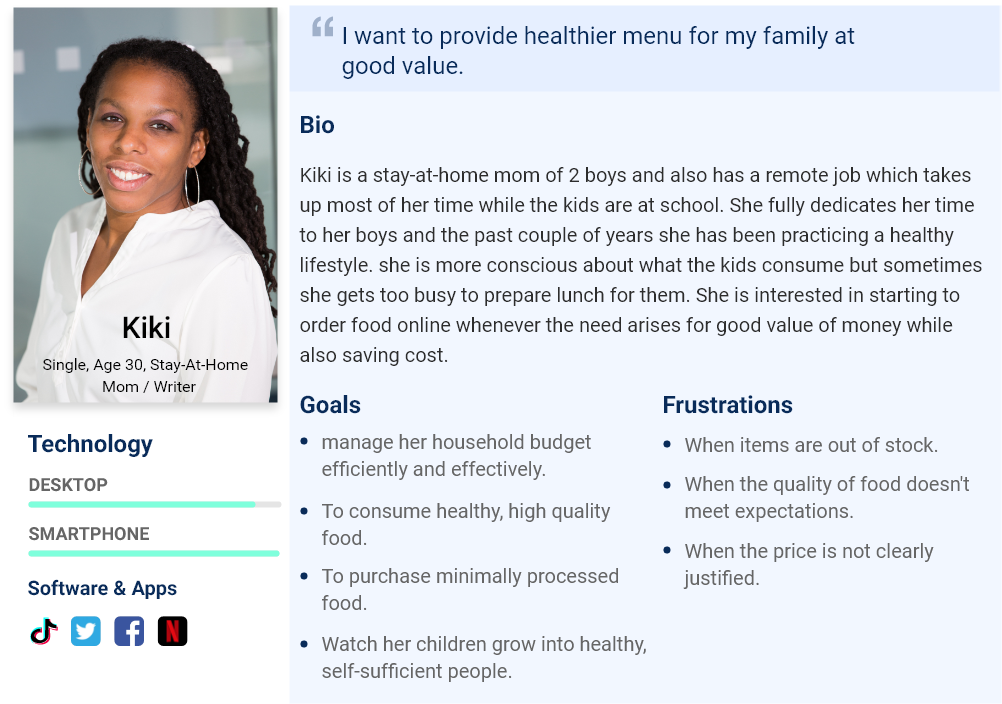 “ I want to provide healthier menu for my family at
good value.
Bio
Kiki is a stay-at-home mom of 2 boys and also has a remote job which takes
up most of her time while the kids are at school. She fully dedicates her time
to her boys and the past couple of years she has been practicing a healthy
lifestyle. she is more conscious about what the kids consume but sometimes
she gets too busy to prepare lunch for them. She is interested in starting to
order food online whenever the need arises for good value of money while
also saving cost.
Kiki
Single, Age 30, Stay-At-Home
Mom / Writer
Technology
DESKTOP
SMARTPHONE
Software & Apps
N
Goals
• manage her household budget
efficiently and effectively.
• To consume healthy, high quality
food.
• To purchase minimally processed
food.
• Watch her children grow into healthy,
self-sufficient people.
Frustrations
• When items are out of stock.
• When the quality of food doesn't
meet expectations.
• When the price is not clearly
justified.